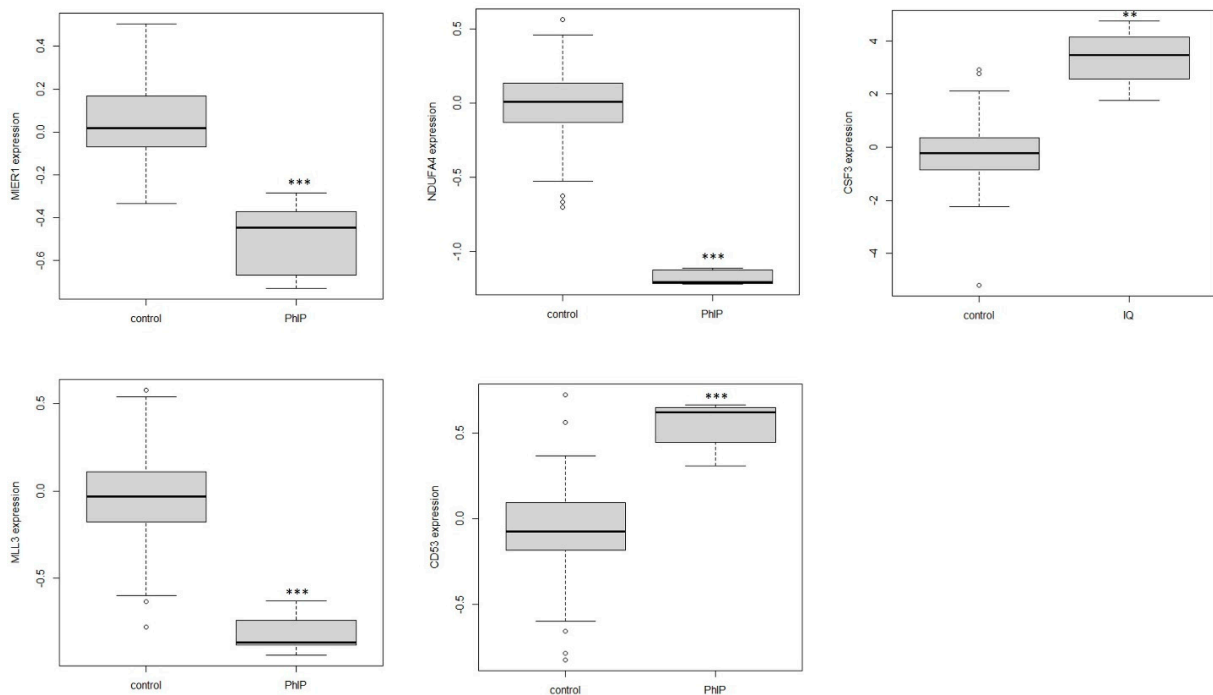 MIER1 expression
0.4
0.2
0.0
-0.2
-0.4
-0.6
***
control
PhIP
NDUFA4 expression
0.5
0.0
-0.5
-1.0
***
control
PhIP
CSF3 expression
4
2
0
-2
-4
**
control
IQ
MLL3 expression
0.5
0.0
-0.5
***
control
PhIP
CD53 expression
0.5
0.0
-0.5
***
control
PhIP